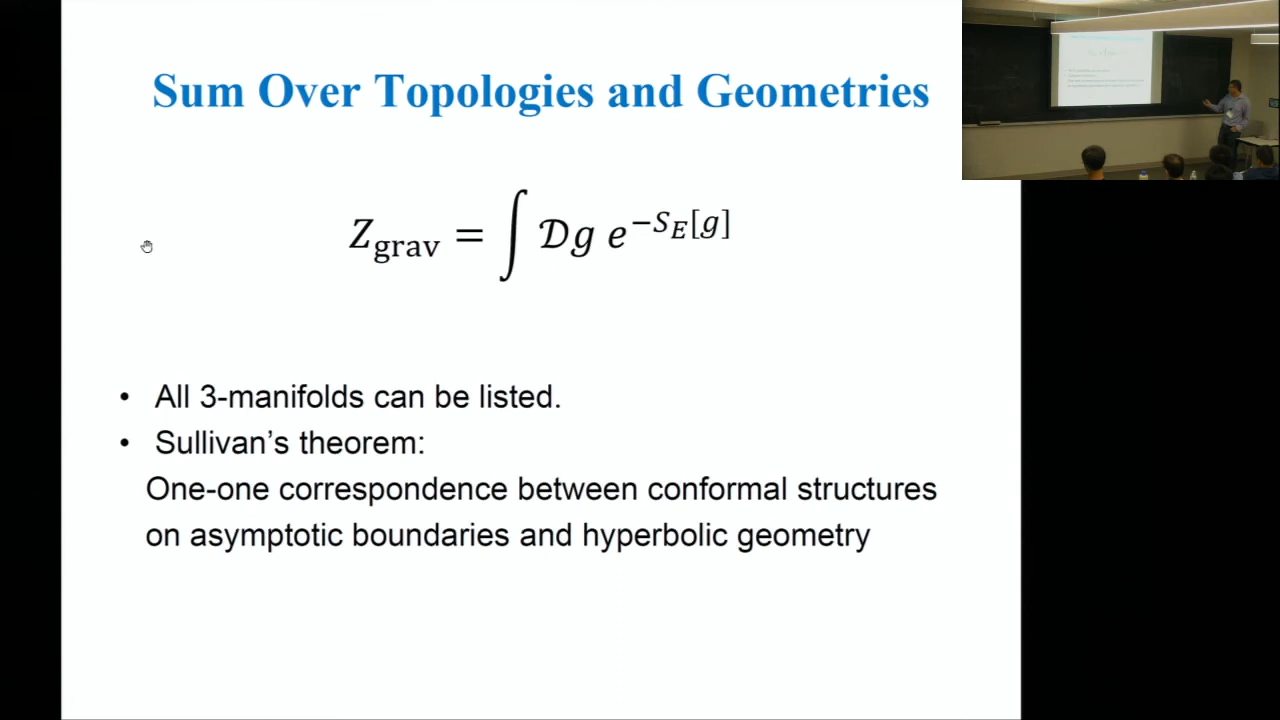 Sum Over Topologies and Geometries
Z_grav = ∫ 𝒟g e^{−S_E[g]}
• All 3-manifolds can be listed.
• Sullivan’s theorem:
One-one correspondence between conformal structures
on asymptotic boundaries and hyperbolic geometry